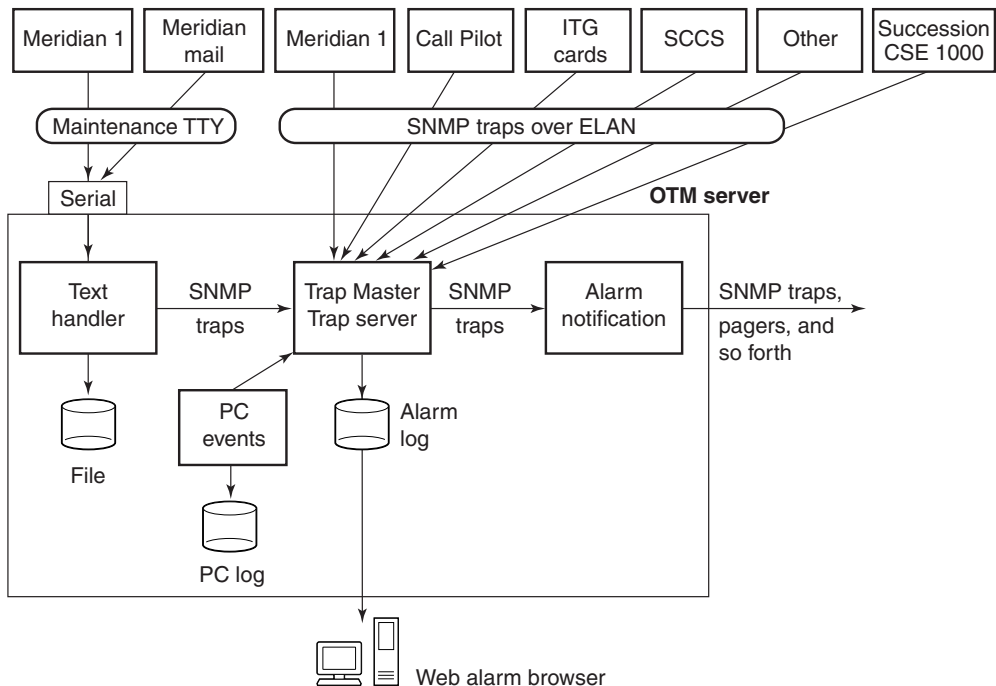 Meridian 1
Meridian
mail
Meridian 1
Call Pilot
ITG
cards
SCCS
Other
Succession
CSE 1000
Maintenance TTY
SNMP traps over ELAN
Serial
OTM server
Text
handler
SNMP
traps
Trap Master
Trap server
SNMP
traps
Alarm
notification
SNMP traps,
pagers, and
so forth
PC
events
Alarm
log
File
PC log
Web alarm browser